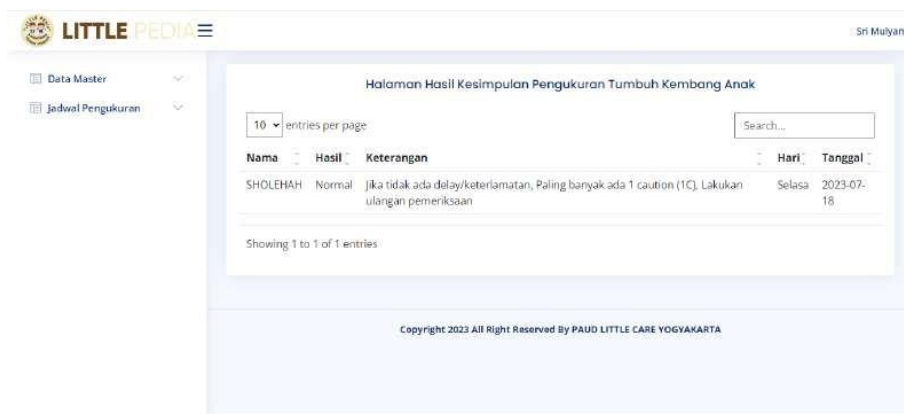 LITTLE PEDIA
Sri Mulyan
Data Master
Jadwal Pengukuran
Halaman Hasil Kesimpulan Pengukuran Tumbuh Kembang Anak
10 entries per page
Search...
Nama Hasil Keterangan Hari Tanggal
SHOLEHAH Normal Jika tidak ada delay/keterlamatan, Paling banyak ada 1 caution (1C), Lakukan Selasa 2023-07-
ulangan pemeriksaan 18
Showing 1 to 1 of 1 entries
Copyright 2023 All Right Reserved By PAUD LITTLE CARE YOGYAKARTA